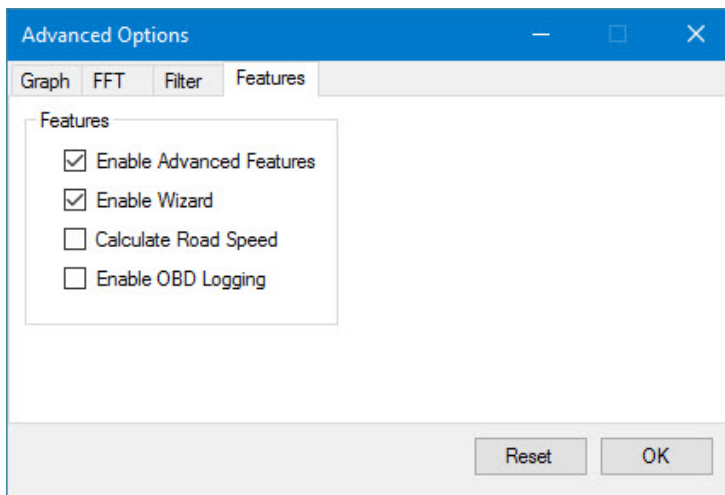 Advanced Options
Graph FFT Filter Features
Features
Enable Advanced Features
Enable Wizard
Calculate Road Speed
Enable OBD Logging
Reset OK